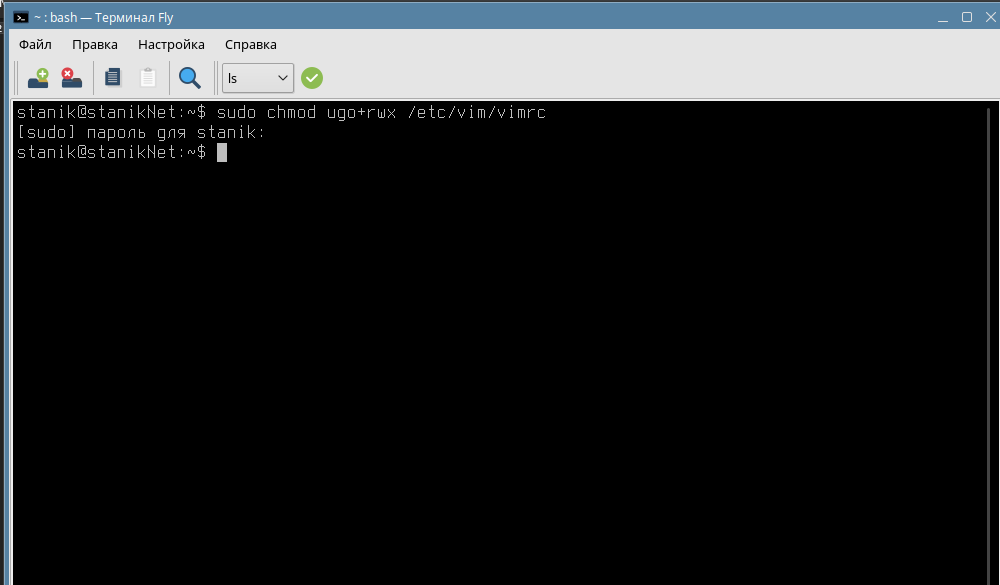 ~ : bash — Терминал Fly
Файл Правка Настройка Справка
ls
stanik@stanikNet:~$ sudo chmod ugo+rwx /etc/vim/vimrc
[sudo] пароль для stanik:
stanik@stanikNet:~$